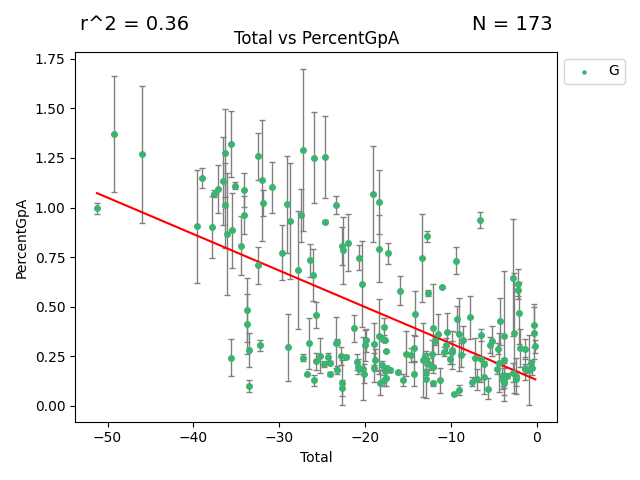 r^2 = 0.36
N = 173
Total vs PercentGpA
G
PercentGpA
1.75
1.50
1.25
1.00
0.75
0.50
0.25
0.00
−50 −40 −30 −20 −10 0
Total